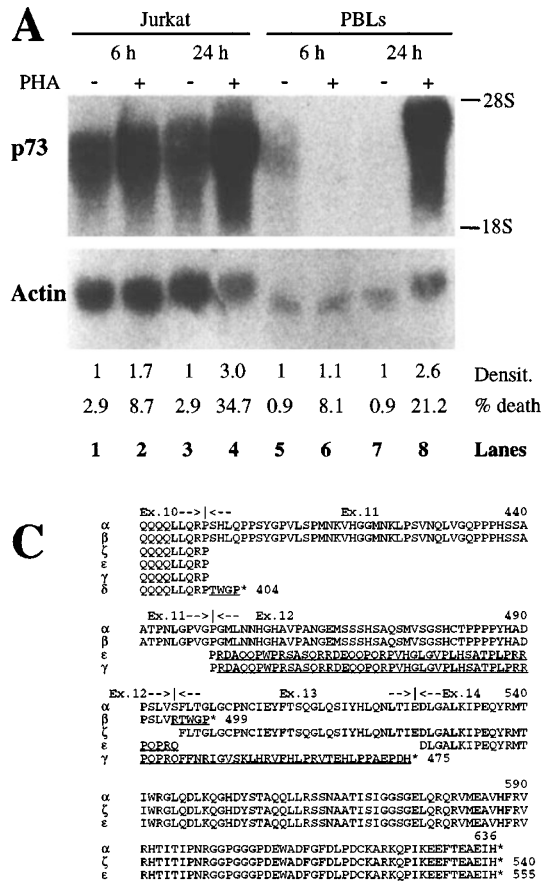 A
Jurkat PBLs
6 h 24 h 6 h 24 h
PHA - + - + - + - +
28S
p73
18S
Actin
1 1.7 1 3.0 1 1.1 1 2.6 Densit.
2.9 8.7 2.9 34.7 0.9 8.1 0.9 21.2 % death
1 2 3 4 5 6 7 8 Lanes
C
Ex.10-->|<-- Ex.11 440
α QQQQLLQRPSHLQPPSYGPVLSPMNKVHGGMNKLPSVNQLVGQPPPHSSA
β QQQQLLQRPSHLQPPSYGPVLSPMNKVHGGMNKLPSVNQLVGQPPPHSSA
ζ QQQQLLQRP
ε QQQQLLQRP
γ QQQQLLQRP
δ QQQQLLQRPTWGP* 404
Ex.11-->|<-- Ex.12 490
α ATPNLGPVGPGMLNNHGHAVPANGEMSSSHSAQSMVSGSHCTPPPPYHAD
β ATPNLGPVGPGMLNNHGHAVPANGEMSSSHSAQSMVSGSHCTPPPPYHAD
ε PRDAQQPWPRSASQRRDEQQPQRPVHGLGVPLHSATPLPRR
γ PRDAQQPWPRSASQRRDEQQPQRPVHGLGVPLHSATPLPRR
Ex.12-->|<-- Ex.13 -->|<--Ex.14 540
α PSLVSFLTGLGCPNCIEYFTSQGLQSIYHLQNLTIEDLGALKIPEQYRMT
β PSLVRTWGP* 499
ζ FLTGLGCPNCIEYFTSQGLQSIYHLQNLTIEDLGALKIPEQYRMT
ε PQPRQ DLGALKIPEQYRMT
γ PQPRQFFNRIGVSKLHRVFHLPRVTEHLPPAEPDH* 475
590
α IWRGLQDLKQGHDYSTAQQLLRSSNAATISIGGSGELQRQRVMEAVHFRV
ζ IWRGLQDLKQGHDYSTAQQLLRSSNAATISIGGSGELQRQRVMEAVHFRV
ε IWRGLQDLKQGHDYSTAQQLLRSSNAATISIGGSGELQRQRVMEAVHFRV
636
α RHTITIPNRGGPGGGPDEWADFGFDLPDCKARKQPIKEEFTEAEIH*
ζ RHTITIPNRGGPGGGPDEWADFGFDLPDCKARKQPIKEEFTEAEIH* 540
ε RHTITIPNRGGPGGGPDEWADFGFDLPDCKARKQPIKEEFTEAEIH* 555